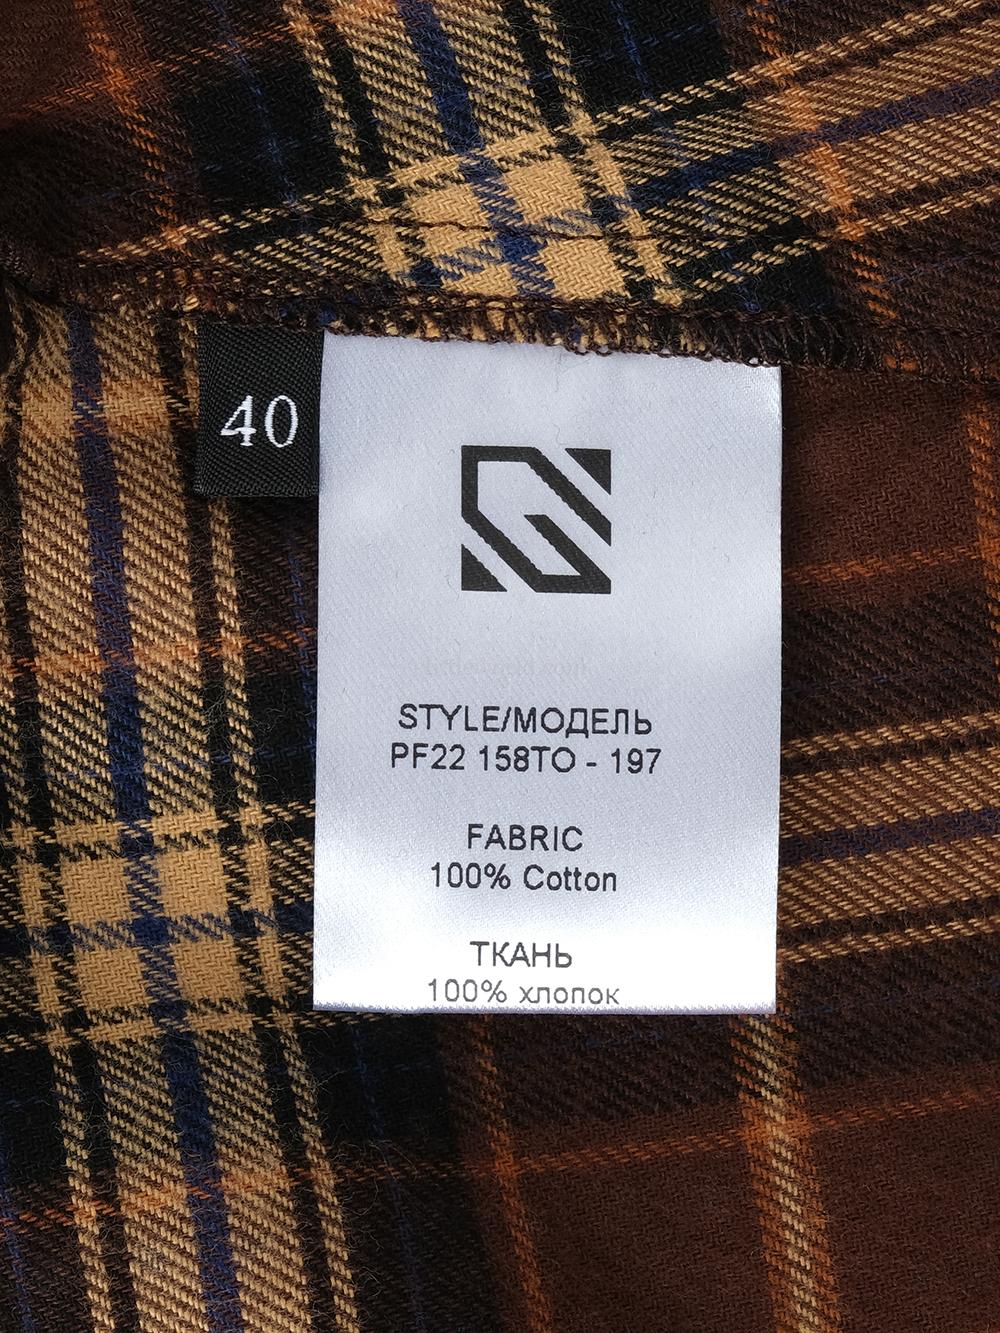 40
STYLE/МОДЕЛЬ
PF22 158TO - 197
FABRIC
100% Cotton
ТКАНЬ
100% хлопок